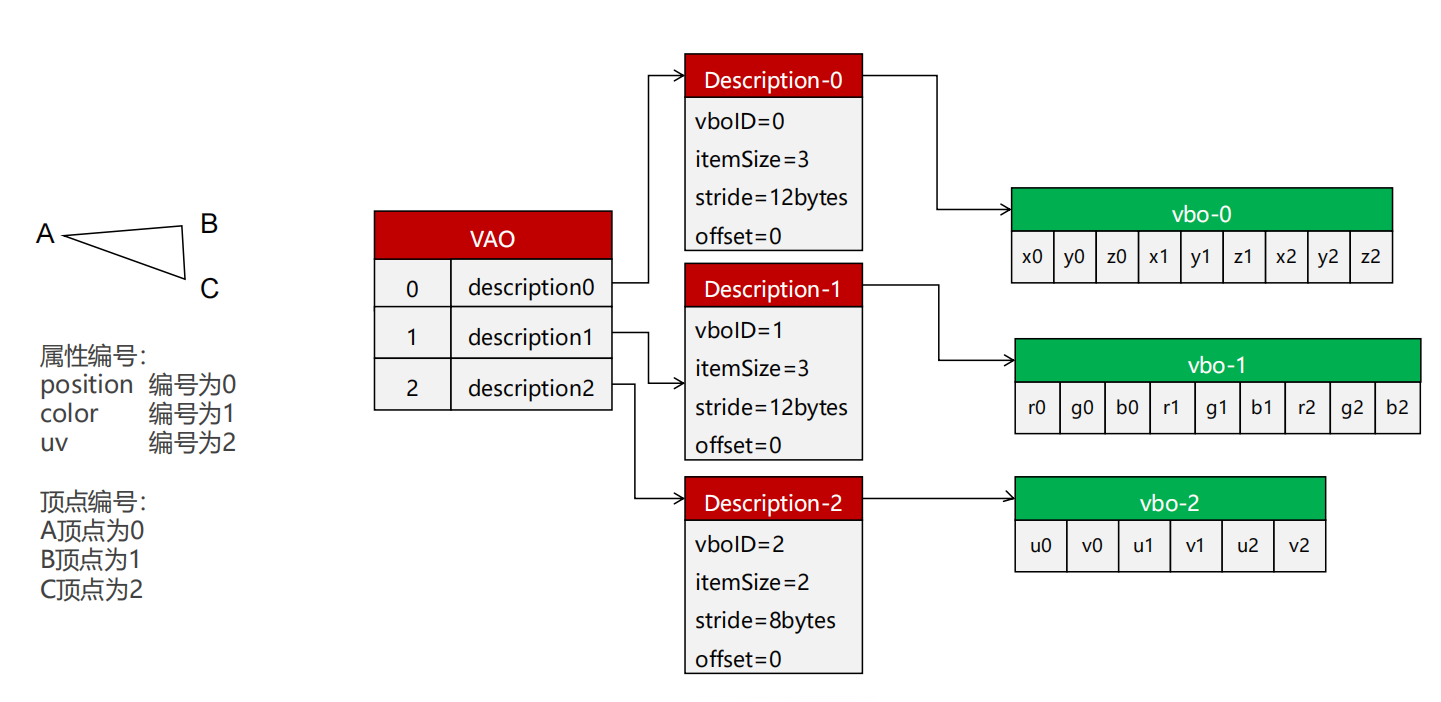 A
B
C
属性编号：
position 编号为0
color 编号为1
uv 编号为2
顶点编号：
A顶点为0
B顶点为1
C顶点为2
VAO
0 description0
1 description1
2 description2
Description-0
vboID=0
itemSize=3
stride=12bytes
offset=0
Description-1
vboID=1
itemSize=3
stride=12bytes
offset=0
Description-2
vboID=2
itemSize=2
stride=8bytes
offset=0
vbo-0
x0 y0 z0 x1 y1 z1 x2 y2 z2
vbo-1
r0 g0 b0 r1 g1 b1 r2 g2 b2
vbo-2
u0 v0 u1 v1 u2 v2